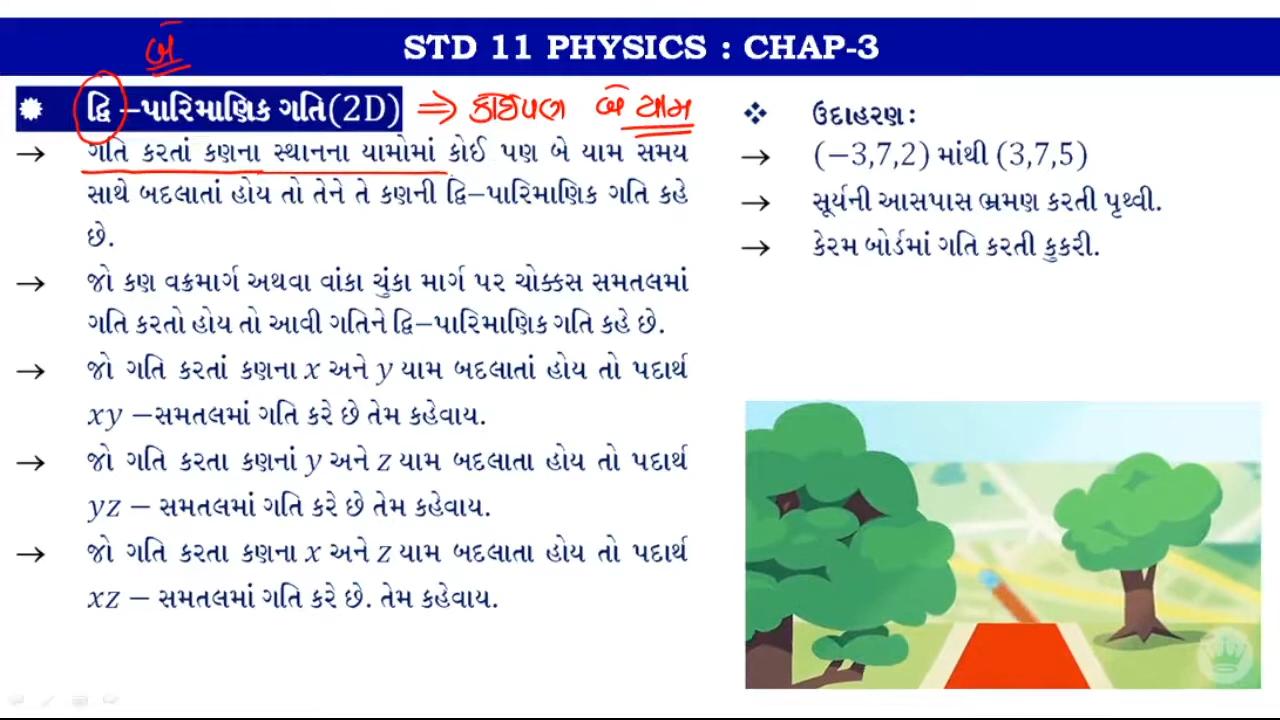 બે
STD 11 PHYSICS : CHAP-3
દ્વિ–પારિમાણિક ગતિ(2D) ⇒ કોઈપણ બે યામ
→ ગતિ કરતાં કણના સ્થાનના યામોમાં કોઈ પણ બે યામ સમય
સાથે બદલાતાં હોય તો તેને તે કણની દ્વિ–પારિમાણિક ગતિ કહે
છે.
→ જો કણ વક્રમાર્ગ અથવા વાંકા ચુંકા માર્ગ પર ચોક્કસ સમતલમાં
ગતિ કરતો હોય તો આવી ગતિને દ્વિ–પારિમાણિક ગતિ કહે છે.
→ જો ગતિ કરતાં કણના x અને y યામ બદલાતાં હોય તો પદાર્થ
xy –સમતલમાં ગતિ કરે છે તેમ કહેવાય.
→ જો ગતિ કરતા કણનાં y અને z યામ બદલાતા હોય તો પદાર્થ
yz – સમતલમાં ગતિ કરે છે તેમ કહેવાય.
→ જો ગતિ કરતા કણના x અને z યામ બદલાતા હોય તો પદાર્થ
xz – સમતલમાં ગતિ કરે છે. તેમ કહેવાય.
❖ ઉદાહરણ:
→ (−3,7,2) માંથી (3,7,5)
→ સૂર્યની આસપાસ ભ્રમણ કરતી પૃથ્વી.
→ કેરમ બોર્ડમાં ગતિ કરતી કુકરી.